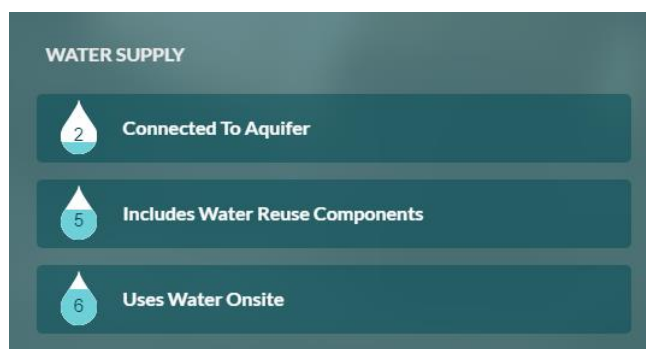 WATER SUPPLY
2 Connected To Aquifer
5 Includes Water Reuse Components
6 Uses Water Onsite